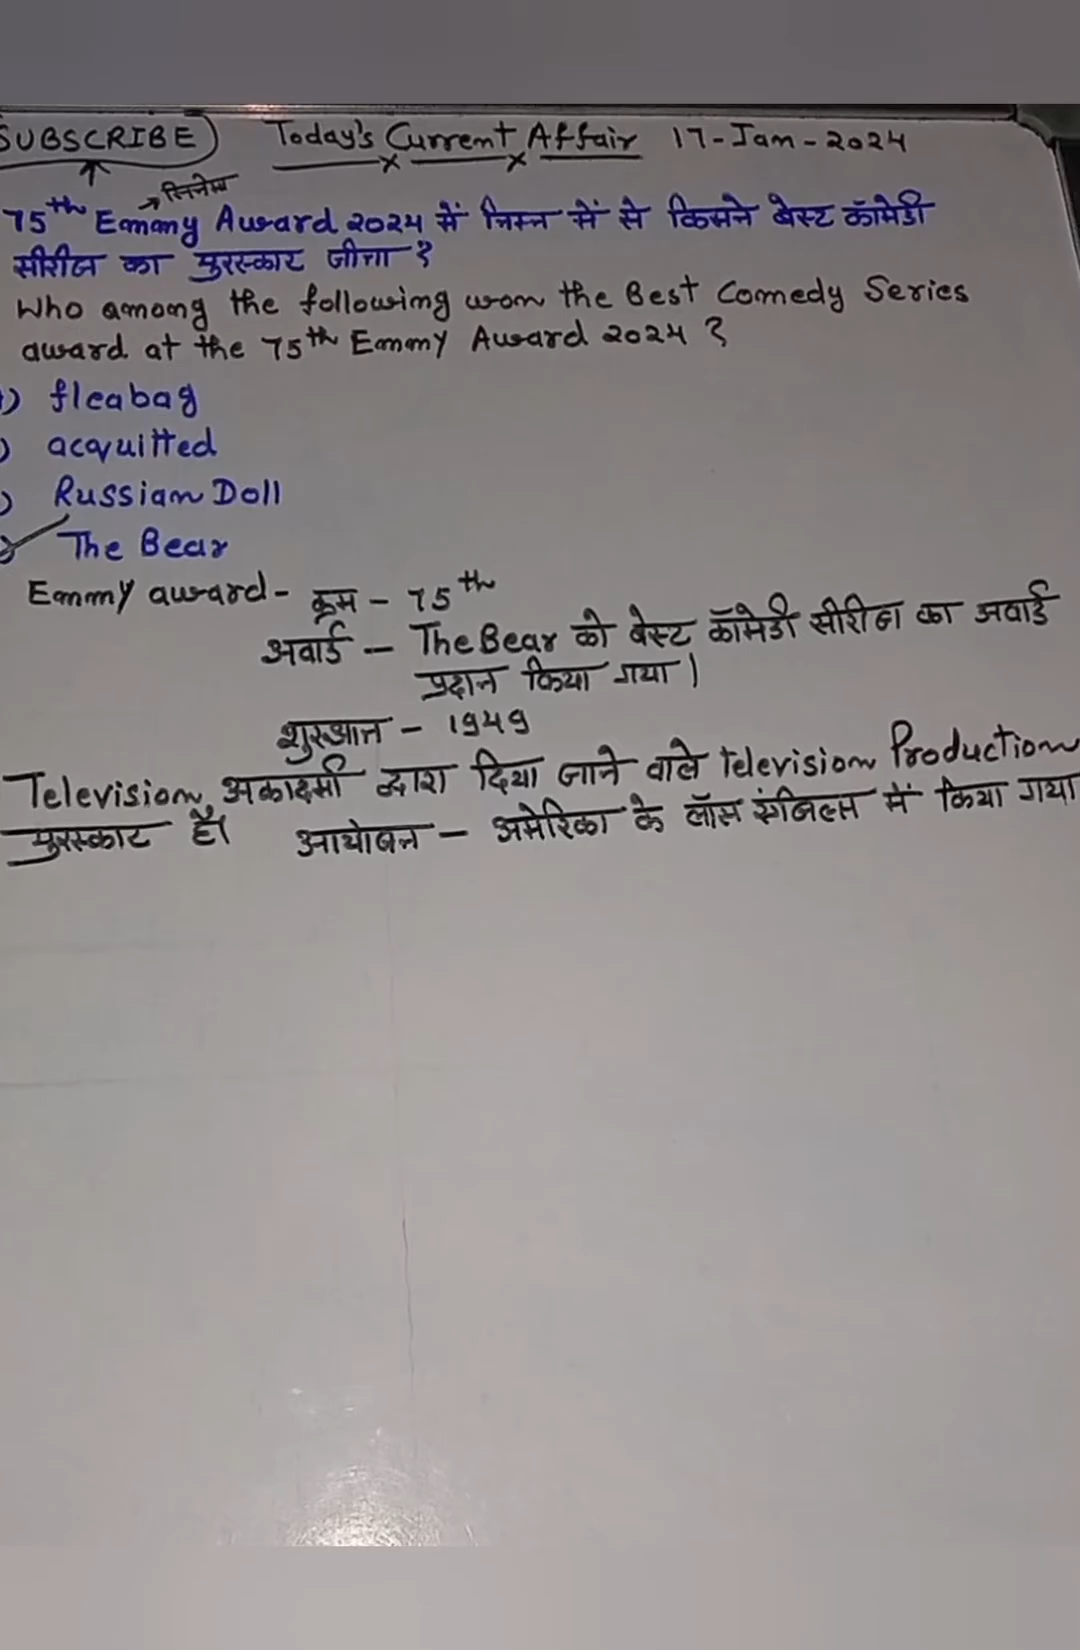 SUBSCRIBE) Today's Current Affair 17-Jan-2024
→ सिनेमा
75th Emmy Award 2024 में निम्न में से किसने बेस्ट कॉमेडी
सीरीज का पुरस्कार जीता ?
Who among the following won the Best Comedy Series
award at the 75th Emmy Award 2024 ?
) fleabag
) acquitted
) Russian Doll
) The Bear
Emmy award - क्रम - 75th
अवार्ड - The Bear को बेस्ट कॉमेडी सीरीज का अवार्ड
प्रदान किया गया।
शुरुआत - 1949
Television, अकादमी द्वारा दिया जाने वाले television Production
पुरस्कार है। आयोजन - अमेरिका के लॉस एंजिल्स में किया गया